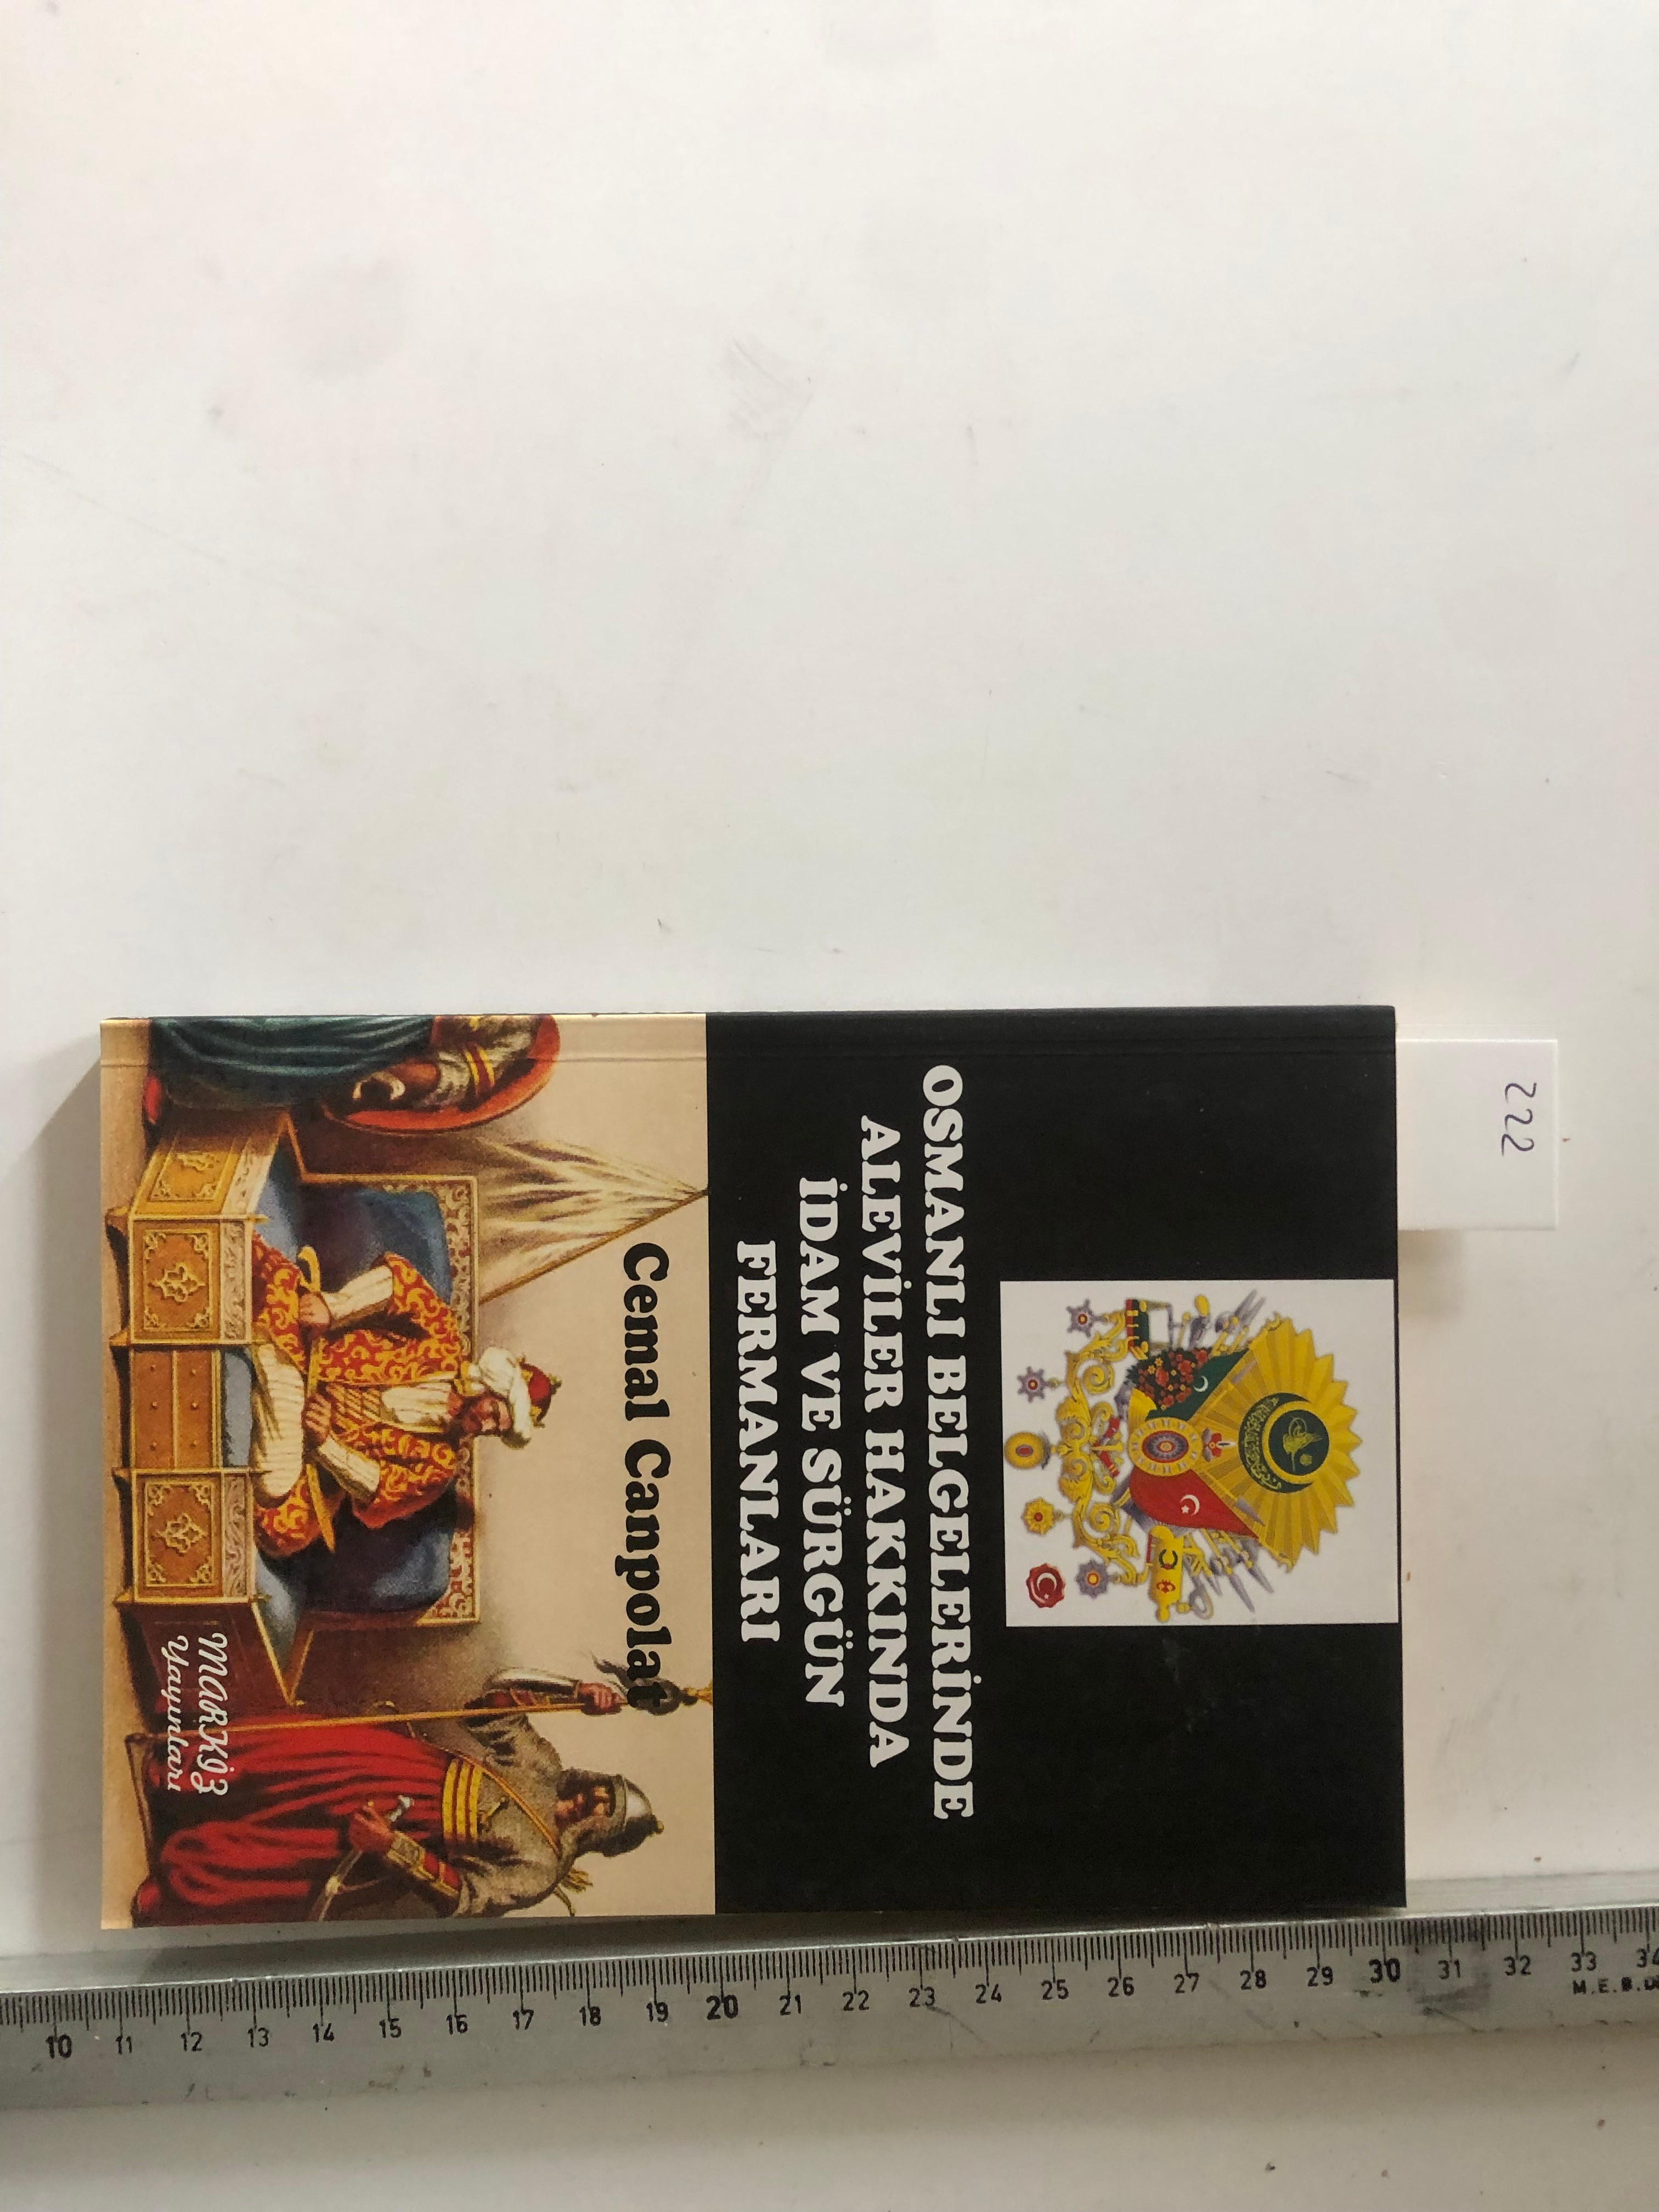 222
OSMANLI BELGELERİNDE
ALEVİLER HAKKINDA
İDAM VE SÜRGÜN
FERMANLARI
Cemal Canpolat
MARKİZ
Yayınları
10 11 12 13 14 15 16 17 18 19 20 21 22 23 24 25 26 27 28 29 30 31 32 33 34